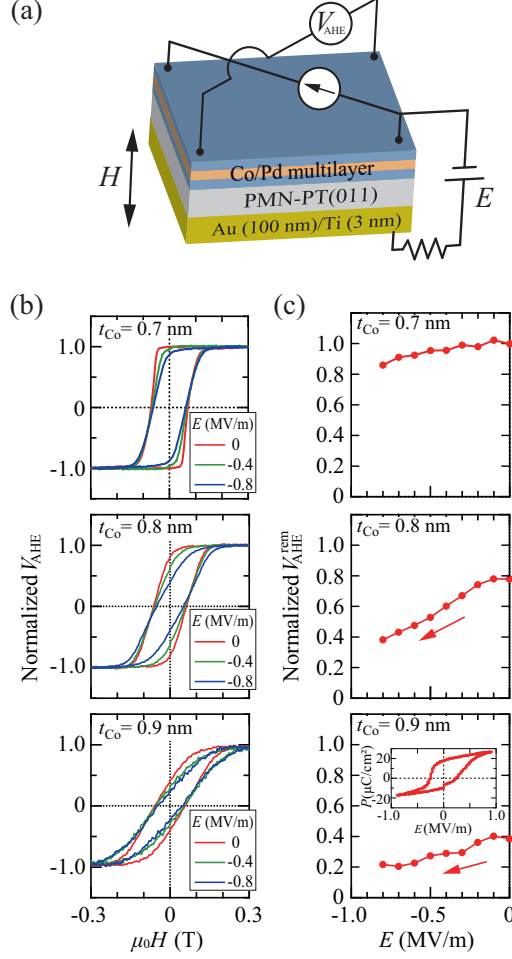 (a)
V_AHE
H
Co/Pd multilayer
PMN-PT(011)
Au (100 nm)/Ti (3 nm)
E
(b)
t_Co= 0.7 nm
1.0
0
-1.0
E (MV/m)
0
-0.4
-0.8
t_Co= 0.8 nm
1.0
0
-1.0
E (MV/m)
0
-0.4
-0.8
t_Co= 0.9 nm
1.0
0
-1.0
E (MV/m)
0
-0.4
-0.8
-0.3
0
0.3
Normalized V_AHE
μ₀H (T)
(c)
t_Co= 0.7 nm
1.0
0.8
0.6
0.4
0.2
0
t_Co= 0.8 nm
1.0
0.8
0.6
0.4
0.2
0
t_Co= 0.9 nm
1.0
0.8
0.6
0.4
0.2
0
P(μC/cm²)
20
0
-20
-0.8
0
0.8
E(MV/m)
-1.0
-0.5
0
Normalized V_AHE^rem
E (MV/m)